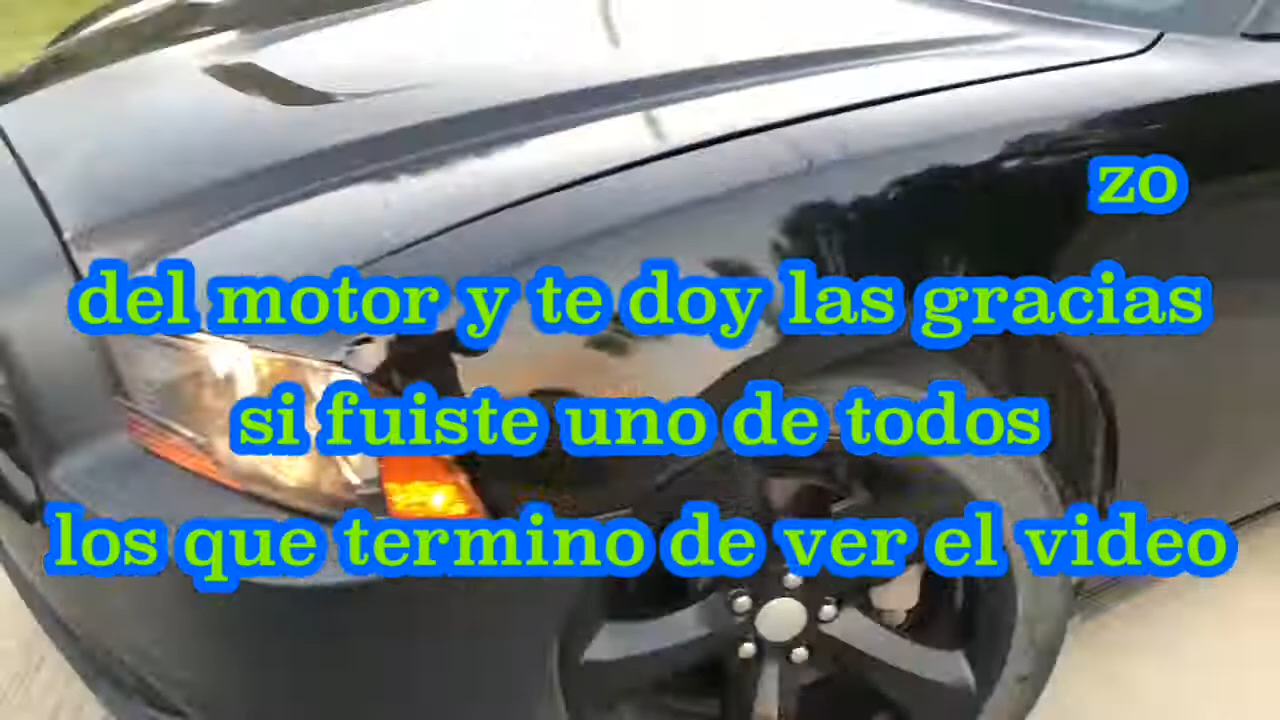 zo
del motor y te doy las gracias
si fuiste uno de todos
los que termino de ver el video